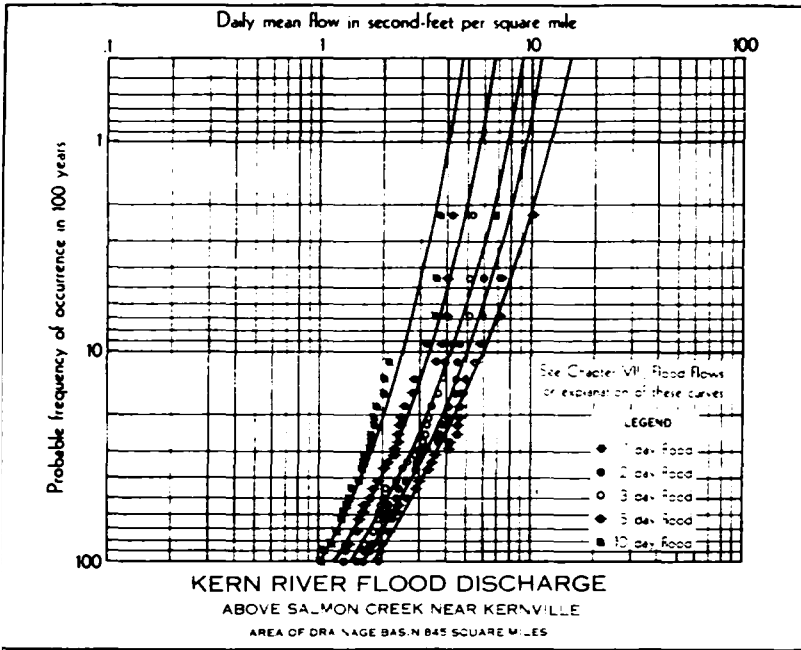 Daily mean flow in second-feet per square mile
.1 1 10 100
Probable frequency of occurrence in 100 years
1
10
100
See Chapter VII, Flood Flows
for explanation of these curves
LEGEND
1 day flood
2 day flood
3 day flood
5 day flood
10 day flood
KERN RIVER FLOOD DISCHARGE
ABOVE SALMON CREEK NEAR KERNVILLE
AREA OF DRAINAGE BASIN 845 SQUARE MILES